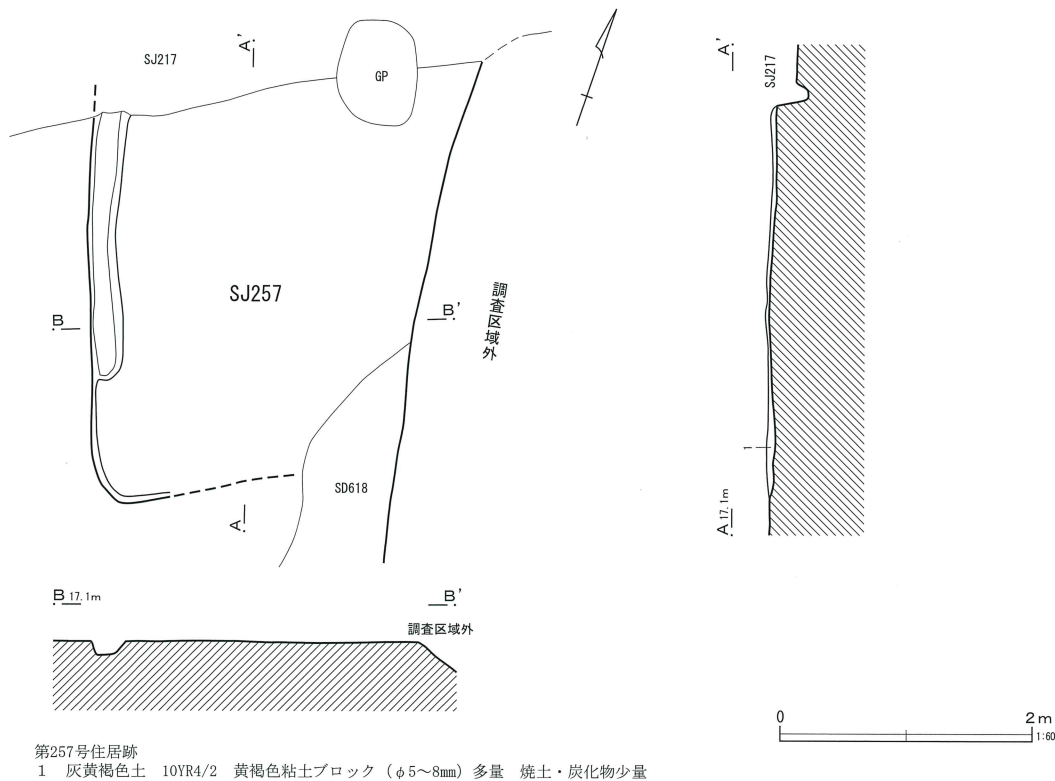 SJ217
A'
GP
SJ257
B
B'
調査区域外
SD618
A
A'
SJ217
1
A 17.1m
B 17.1m
B'
調査区域外
0
2m
1:60
第257号住居跡
1 灰黄褐色土 10YR4/2 黄褐色粘土ブロック（φ5～8mm）多量 焼土・炭化物少量